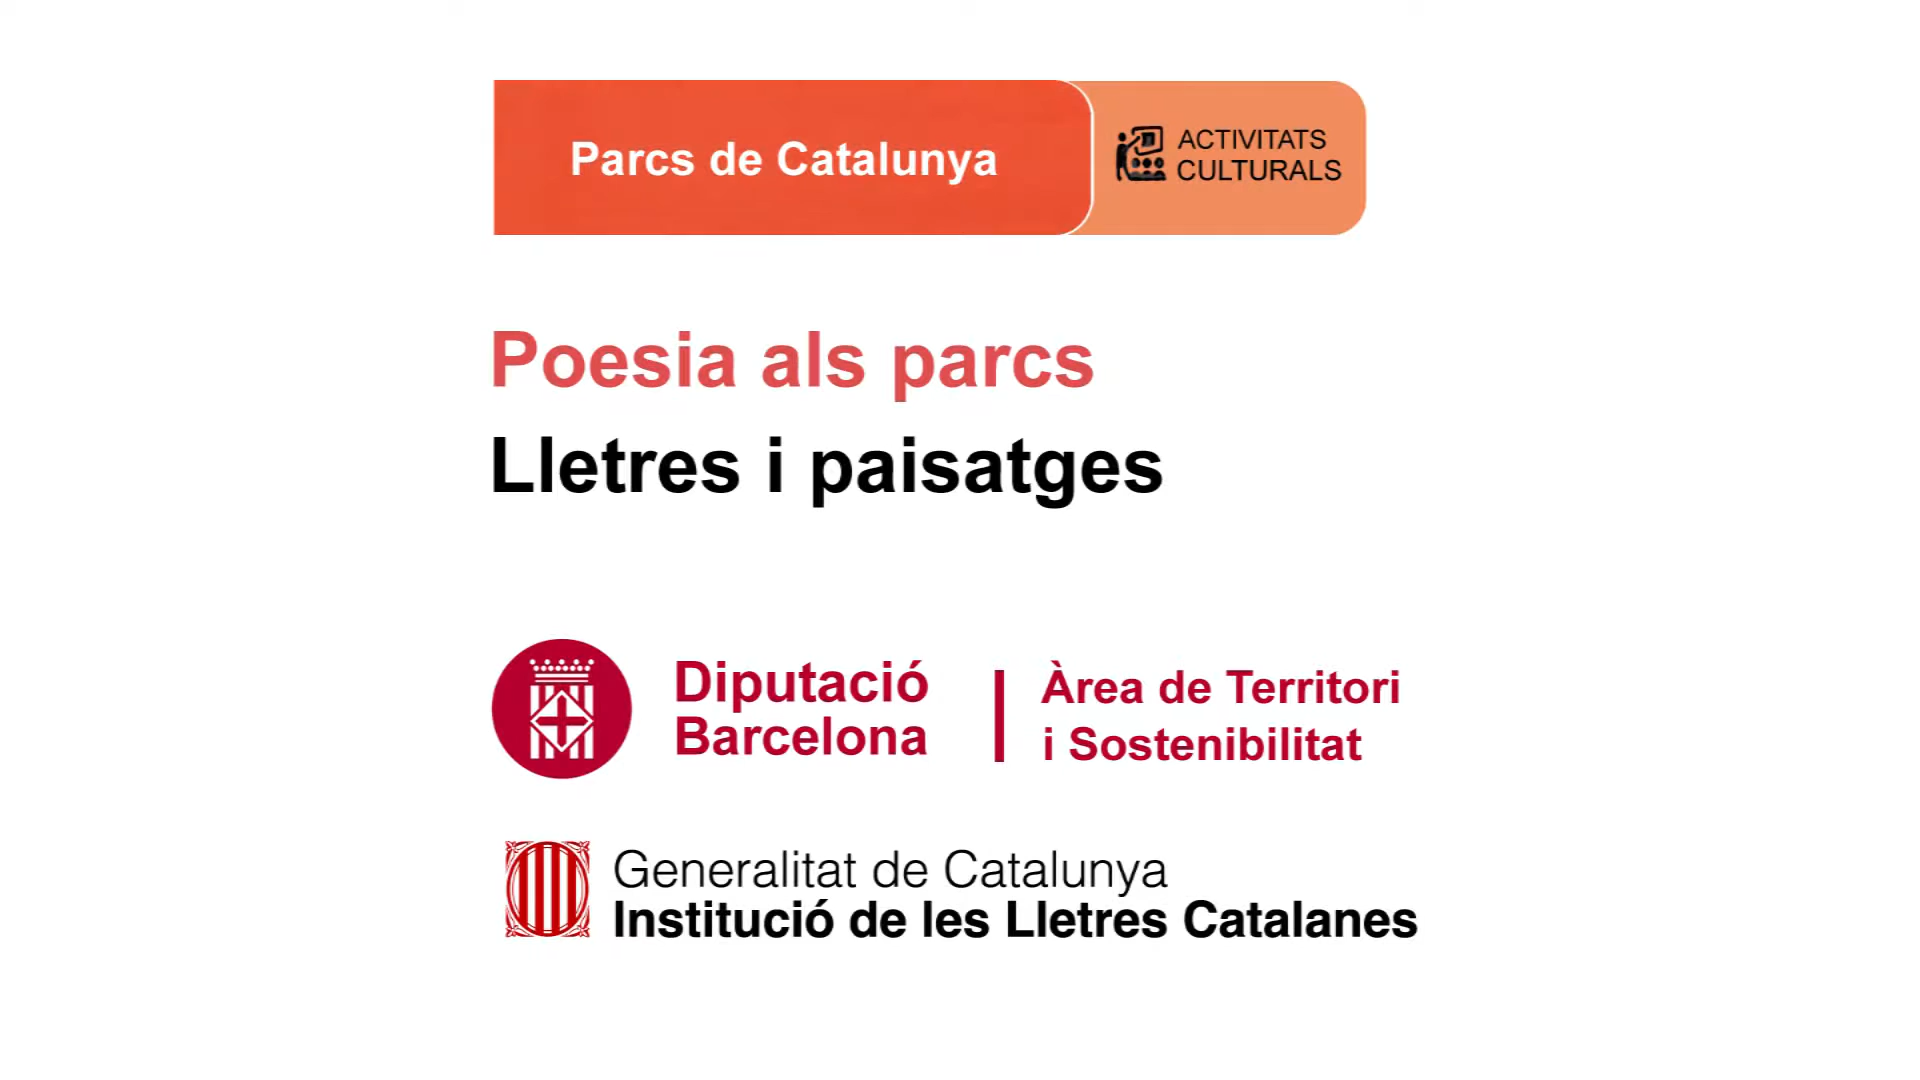 Parcs de Catalunya
ACTIVITATS
CULTURALS
Poesia als parcs
Lletres i paisatges
Diputació
Barcelona
Àrea de Territori
i Sostenibilitat
Generalitat de Catalunya
Institució de les Lletres Catalanes